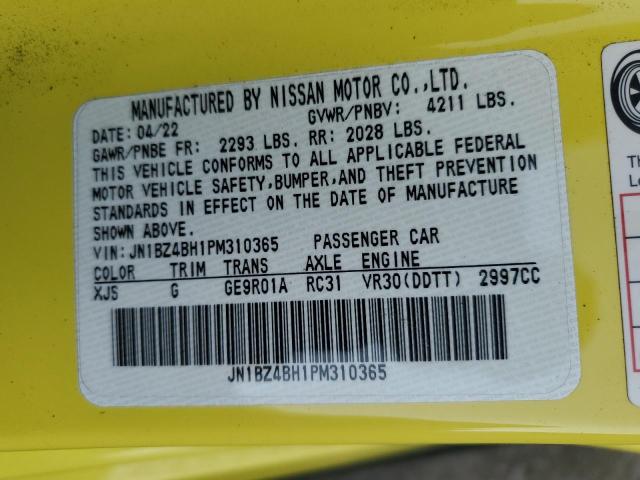 MANUFACTURED BY NISSAN MOTOR CO.,LTD.
DATE: 04/22 GVWR/PNBV: 4211 LBS.
GAWR/PNBE FR: 2293 LBS. RR: 2028 LBS.
THIS VEHICLE CONFORMS TO ALL APPLICABLE FEDERAL
MOTOR VEHICLE SAFETY,BUMPER,AND THEFT PREVENTION
STANDARDS IN EFFECT ON THE DATE OF MANUFACTURE
SHOWN ABOVE.
VIN: JN1BZ4BH1PM310365 PASSENGER CAR
COLOR TRIM TRANS AXLE ENGINE
XJS G GE9R01A RC31 VR30(DDTT) 2997CC
JN1BZ4BH1PM310365